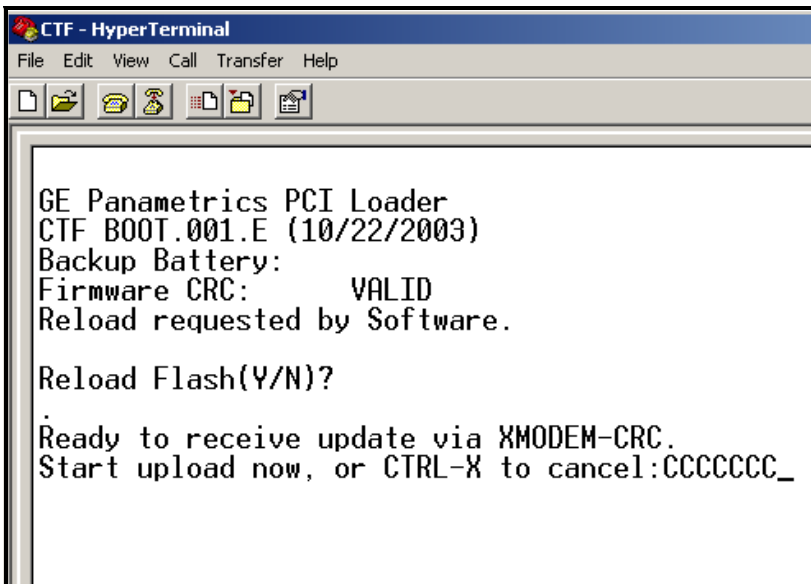 CTF - HyperTerminal
File Edit View Call Transfer Help
GE Panametrics PCI Loader
CTF BOOT.001.E (10/22/2003)
Backup Battery:
Firmware CRC: VALID
Reload requested by Software.
Reload Flash(Y/N)?
.
Ready to receive update via XMODEM-CRC.
Start upload now, or CTRL-X to cancel:CCCCCCC_